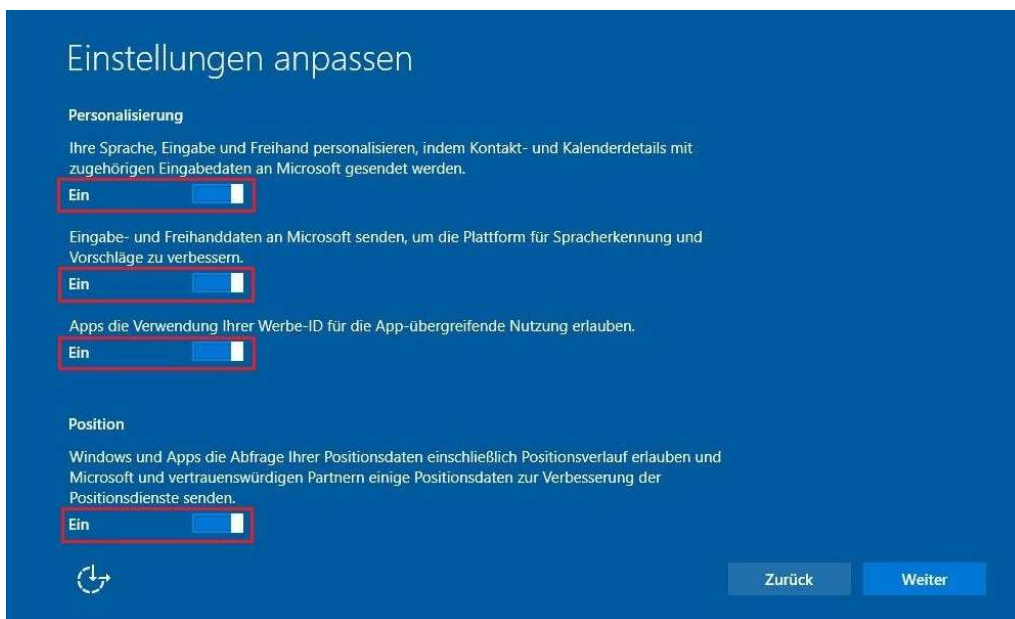 Einstellungen anpassen
Personalisierung
Ihre Sprache, Eingabe und Freihand personalisieren, indem Kontakt- und Kalenderdetails mit
zugehörigen Eingabedaten an Microsoft gesendet werden.
Ein
Eingabe- und Freihanddaten an Microsoft senden, um die Plattform für Spracherkennung und
Vorschläge zu verbessern.
Ein
Apps die Verwendung Ihrer Werbe-ID für die App-übergreifende Nutzung erlauben.
Ein
Position
Windows und Apps die Abfrage Ihrer Positionsdaten einschließlich Positionsverlauf erlauben und
Microsoft und vertrauenswürdigen Partnern einige Positionsdaten zur Verbesserung der
Positionsdienste senden.
Ein
Zurück
Weiter